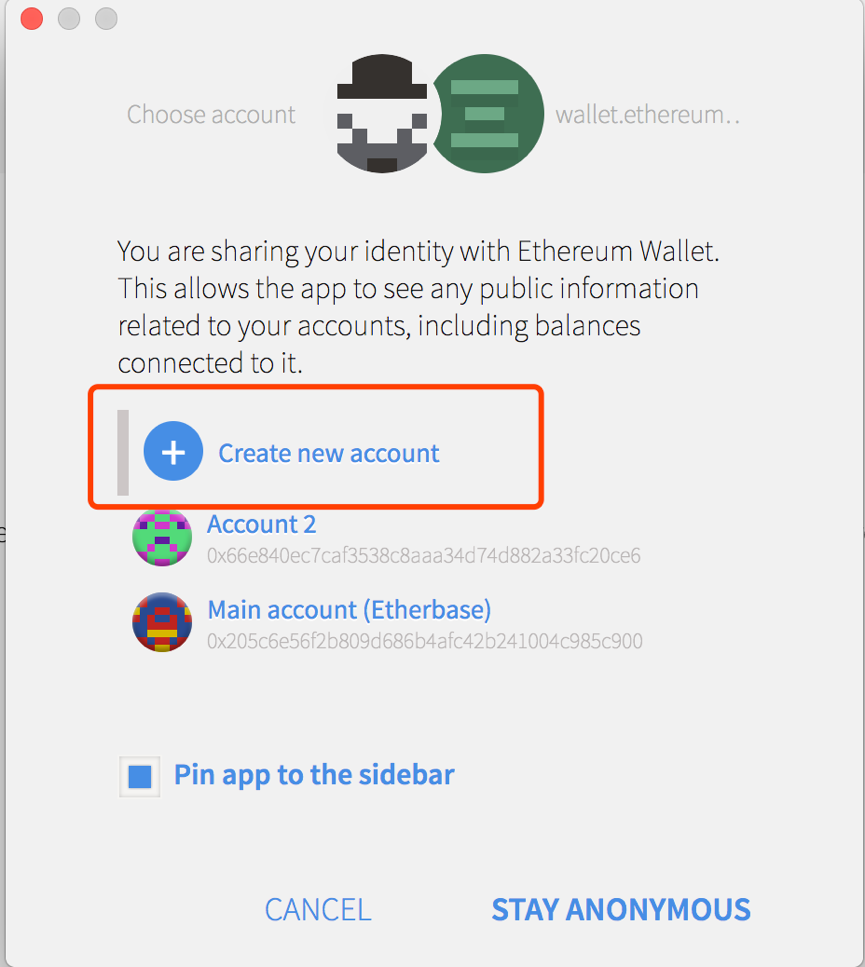 Choose account
wallet.ethereum..
You are sharing your identity with Ethereum Wallet.
This allows the app to see any public information
related to your accounts, including balances
connected to it.
Create new account
Account 2
0x66e840ec7caf3538c8aaa34d74d882a33fc20ce6
Main account (Etherbase)
0x205c6e56f2b809d686b4afc42b241004c985c900
Pin app to the sidebar
CANCEL
STAY ANONYMOUS